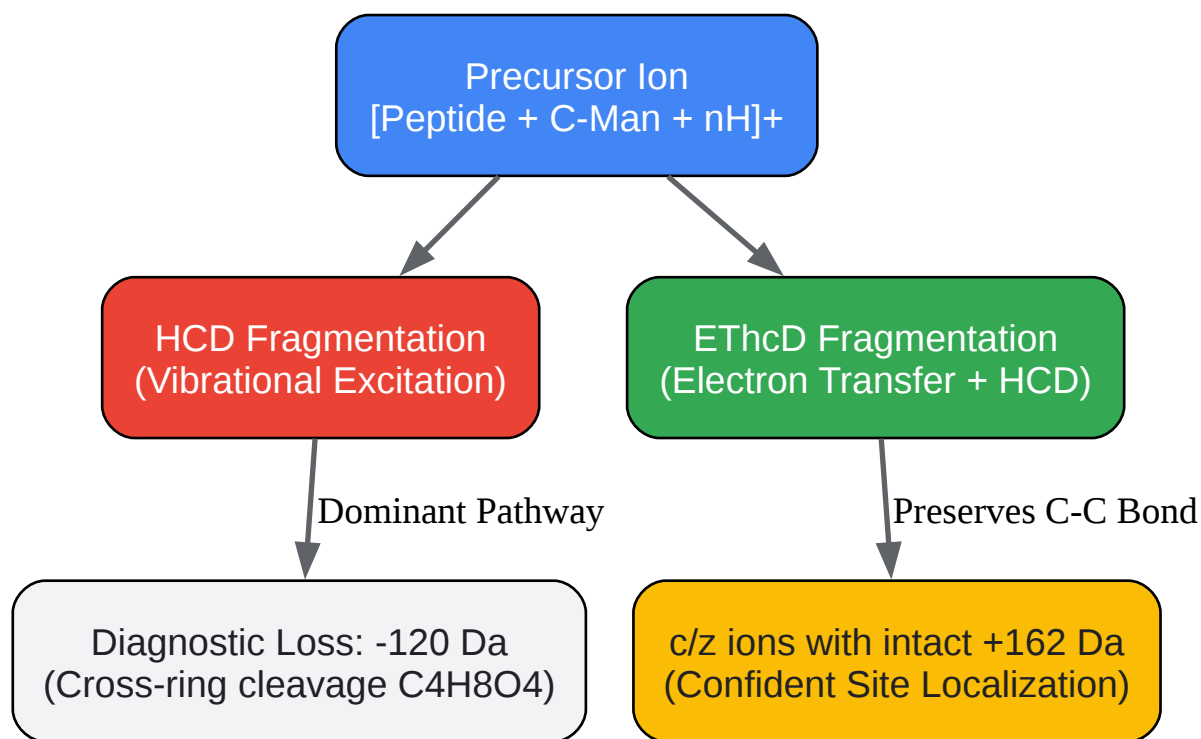 Precursor Ion
[Peptide + C-Man + nH]+
HCD Fragmentation
(Vibrational Excitation)
EThcD Fragmentation
(Electron Transfer + HCD)
Dominant Pathway
Preserves C-C Bond
Diagnostic Loss: -120 Da
(Cross-ring cleavage C4H8O4)
c/z ions with intact +162 Da
(Confident Site Localization)